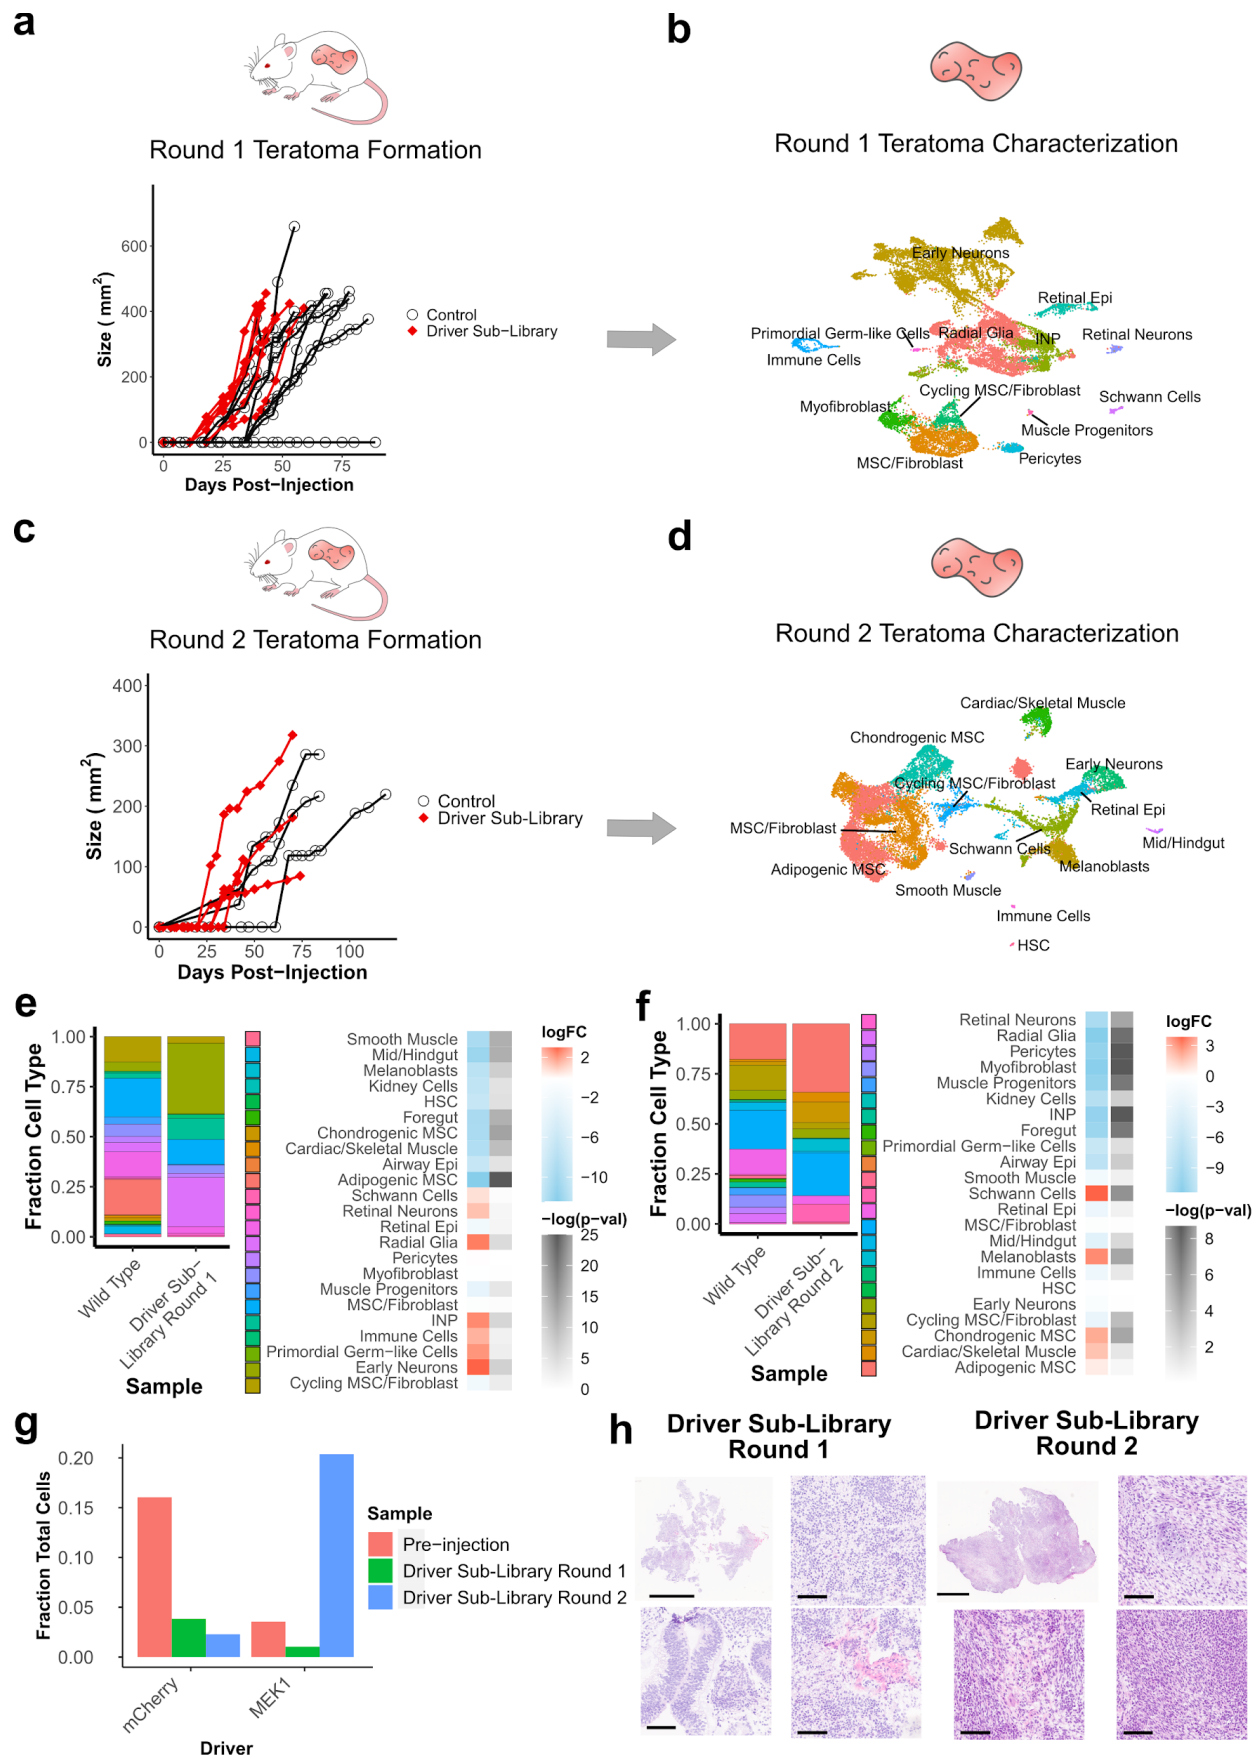 a
Round 1 Teratoma Formation
Size ( mm2)
600
400
200
0
0
25
50
75
Days Post−Injection
Control
Driver Sub−Library
b
Round 1 Teratoma Characterization
Early Neurons
Retinal Epi
Primordial Germ−like Cells
Radial Glia
INP
Retinal Neurons
Immune Cells
Cycling MSC/Fibroblast
Schwann Cells
Myofibroblast
Muscle Progenitors
MSC/Fibroblast
Pericytes
c
Round 2 Teratoma Formation
Size ( mm2)
400
300
200
100
0
0
25
50
75
100
Days Post−Injection
Control
Driver Sub−Library
d
Round 2 Teratoma Characterization
Cardiac/Skeletal Muscle
Chondrogenic MSC
Early Neurons
Cycling MSC/Fibroblast
Retinal Epi
MSC/Fibroblast
Schwann Cells
Mid/Hindgut
Adipogenic MSC
Melanoblasts
Smooth Muscle
Immune Cells
HSC
e
Fraction Cell Type
1.00
0.75
0.50
0.25
0.00
Wild Type
Driver Sub−
Library Round 1
Sample
Smooth Muscle
Mid/Hindgut
Melanoblasts
Kidney Cells
HSC
Foregut
Chondrogenic MSC
Cardiac/Skeletal Muscle
Airway Epi
Adipogenic MSC
Schwann Cells
Retinal Neurons
Retinal Epi
Radial Glia
Pericytes
Myofibroblast
Muscle Progenitors
MSC/Fibroblast
INP
Immune Cells
Primordial Germ−like Cells
Early Neurons
Cycling MSC/Fibroblast
logFC
2
−2
−6
−10
−log(p−val)
25
20
15
10
5
0
f
Fraction Cell Type
1.00
0.75
0.50
0.25
0.00
Wild Type
Driver Sub−
Library Round 2
Sample
Retinal Neurons
Radial Glia
Pericytes
Myofibroblast
Muscle Progenitors
Kidney Cells
INP
Foregut
Primordial Germ−like Cells
Airway Epi
Smooth Muscle
Schwann Cells
Retinal Epi
MSC/Fibroblast
Mid/Hindgut
Melanoblasts
Immune Cells
HSC
Early Neurons
Cycling MSC/Fibroblast
Chondrogenic MSC
Cardiac/Skeletal Muscle
Adipogenic MSC
logFC
3
0
−3
−6
−9
−log(p−val)
8
6
4
2
g
Fraction Total Cells
0.20
0.15
0.10
0.05
0.00
mCherry
MEK1
Driver
Sample
Pre−injection
Driver Sub−Library Round 1
Driver Sub−Library Round 2
h
Driver Sub−Library
Round 1
Driver Sub−Library
Round 2